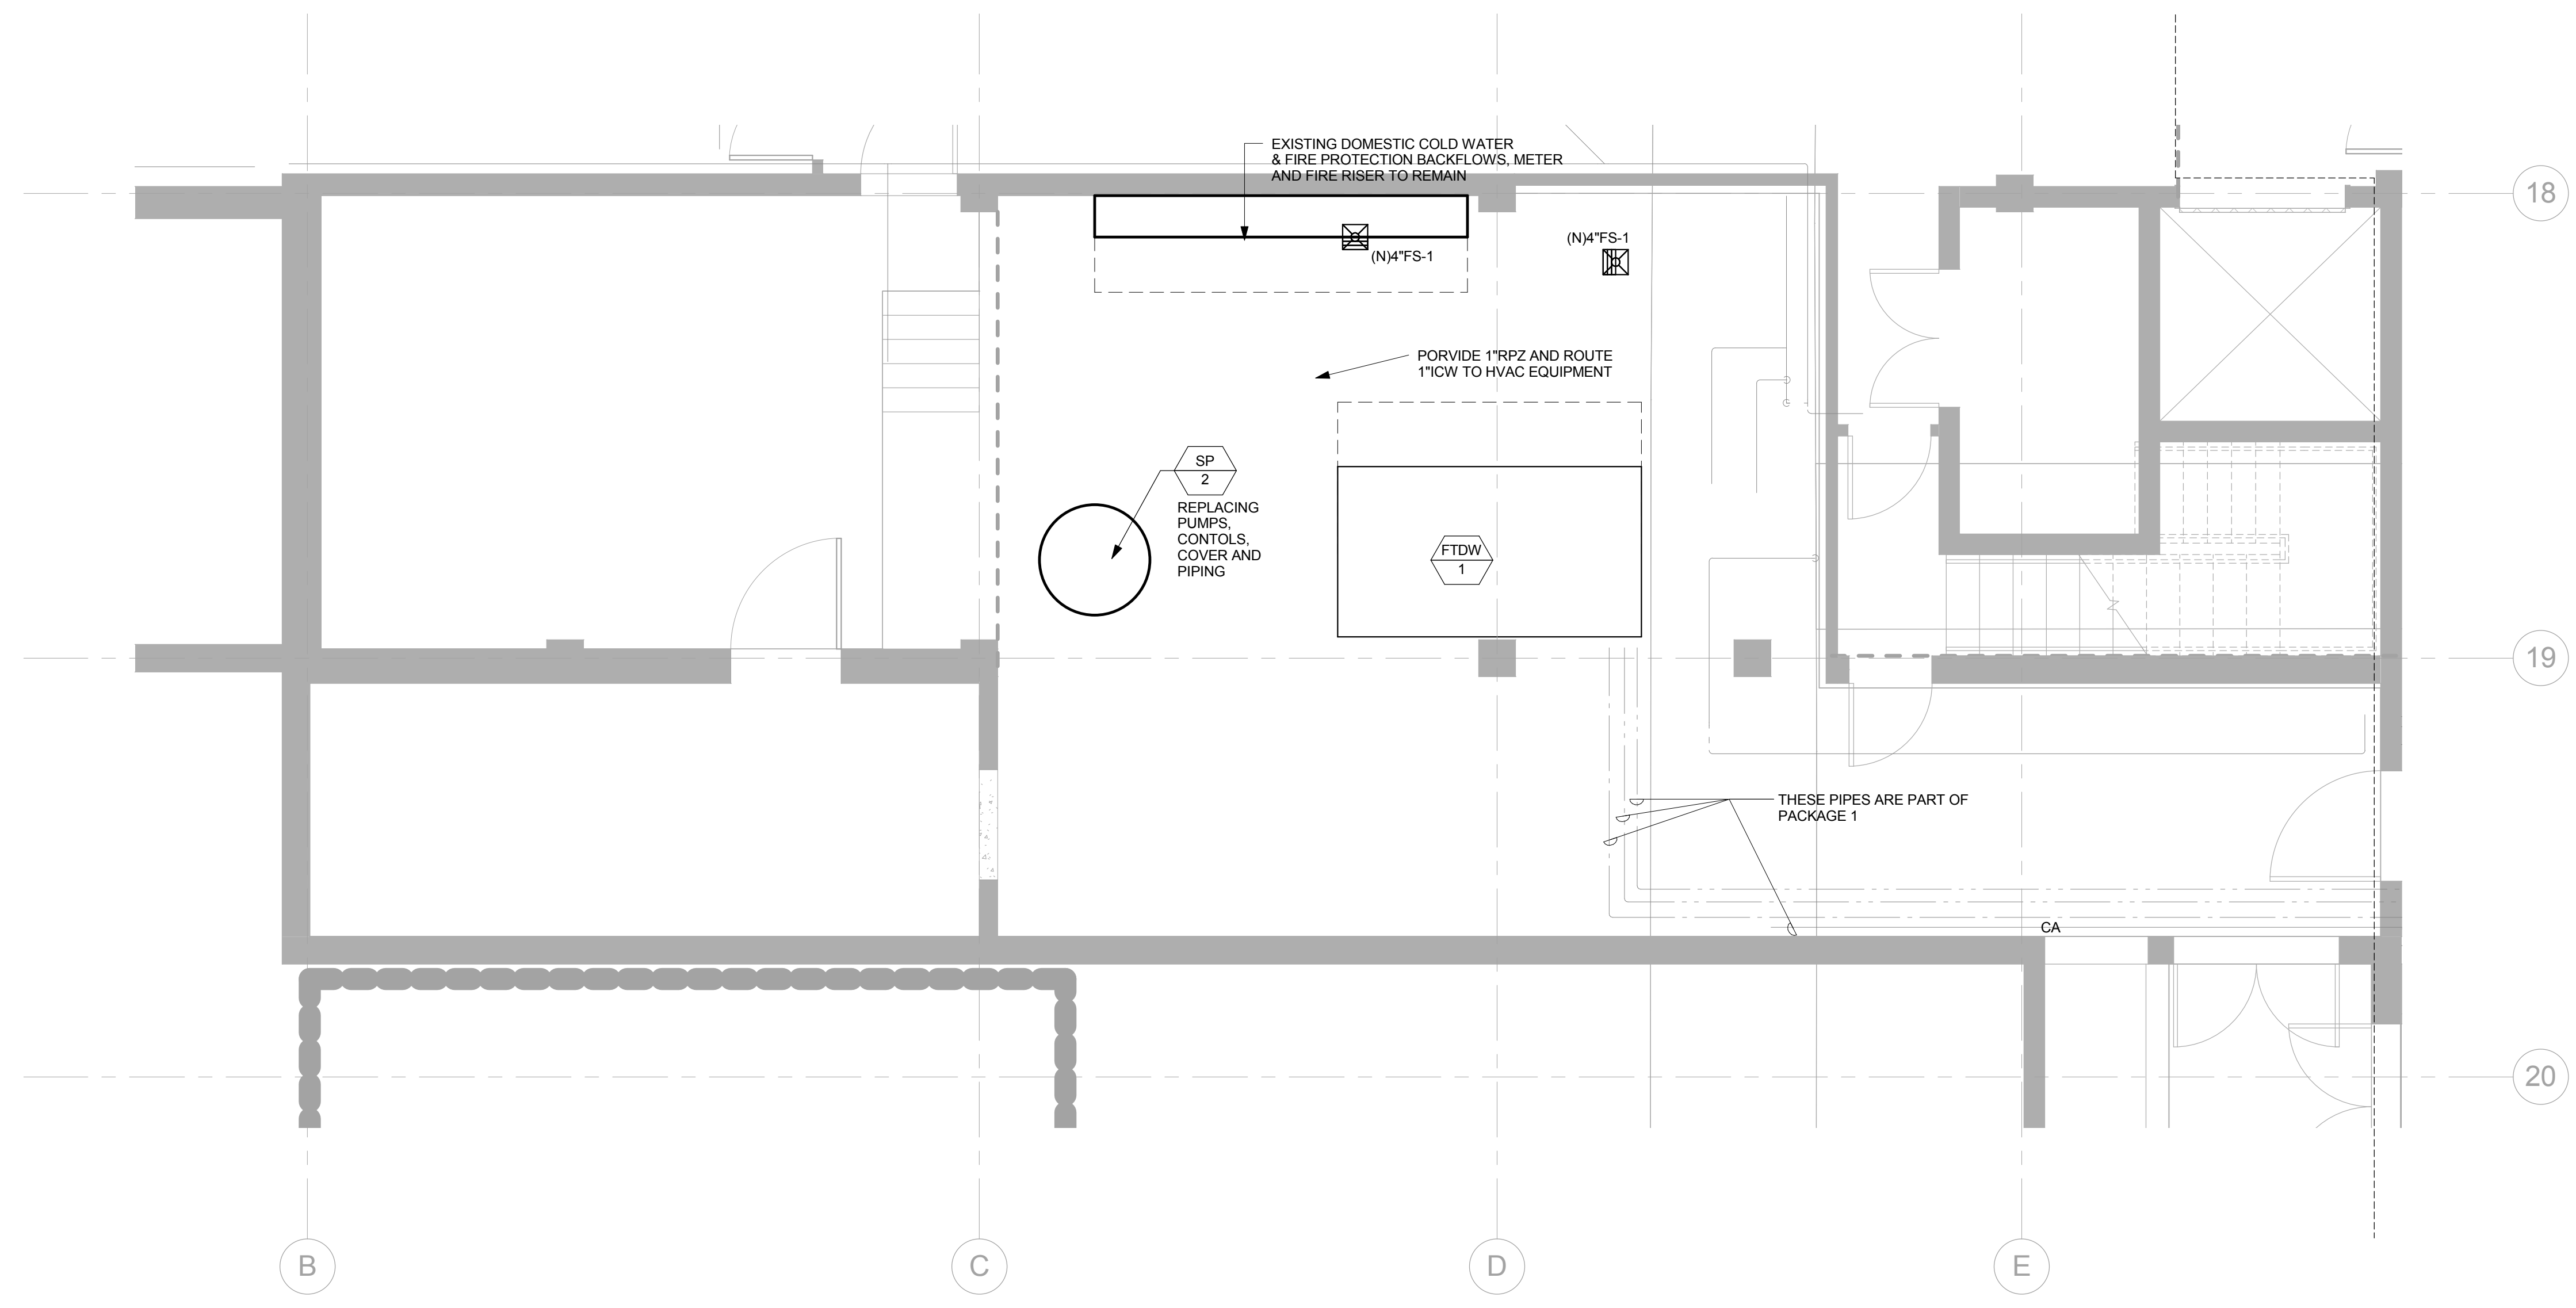 EXISTING DOMESTIC COLD WATER
& FIRE PROTECTION BACKFLOWS, METER
AND FIRE RISER TO REMAIN
18
(N)4"FS-1
(N)4"FS-1
PORVIDE 1"RPZ AND ROUTE
1"ICW TO HVAC EQUIPMENT
SP
2
REPLACING
PUMPS,
CONTOLS,
COVER AND
PIPING
FTDW
1
19
THESE PIPES ARE PART OF
PACKAGE 1
CA
20
B
C
D
E